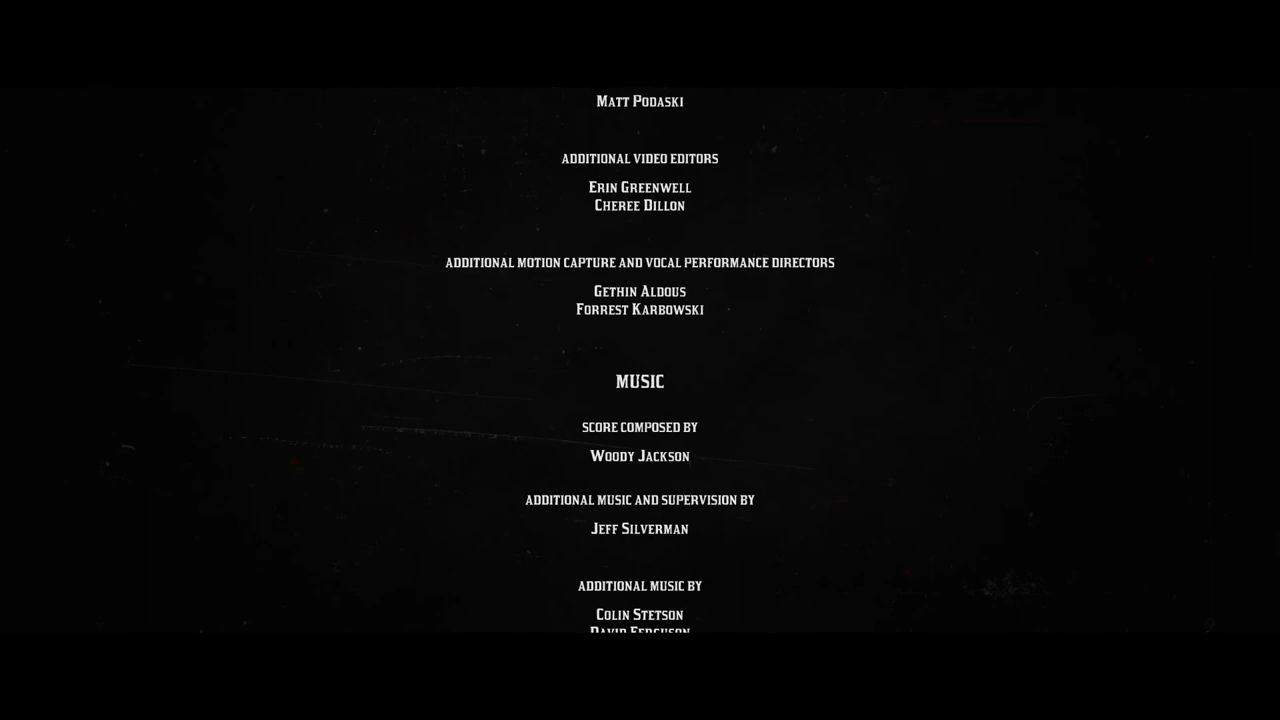 Matt Podaski
ADDITIONAL VIDEO EDITORS
Erin Greenwell
Cheree Dillon
ADDITIONAL MOTION CAPTURE AND VOCAL PERFORMANCE DIRECTORS
Gethin Aldous
Forrest Karbowski
MUSIC
SCORE COMPOSED BY
Woody Jackson
ADDITIONAL MUSIC AND SUPERVISION BY
Jeff Silverman
ADDITIONAL MUSIC BY
Colin Stetson
David Ferguson